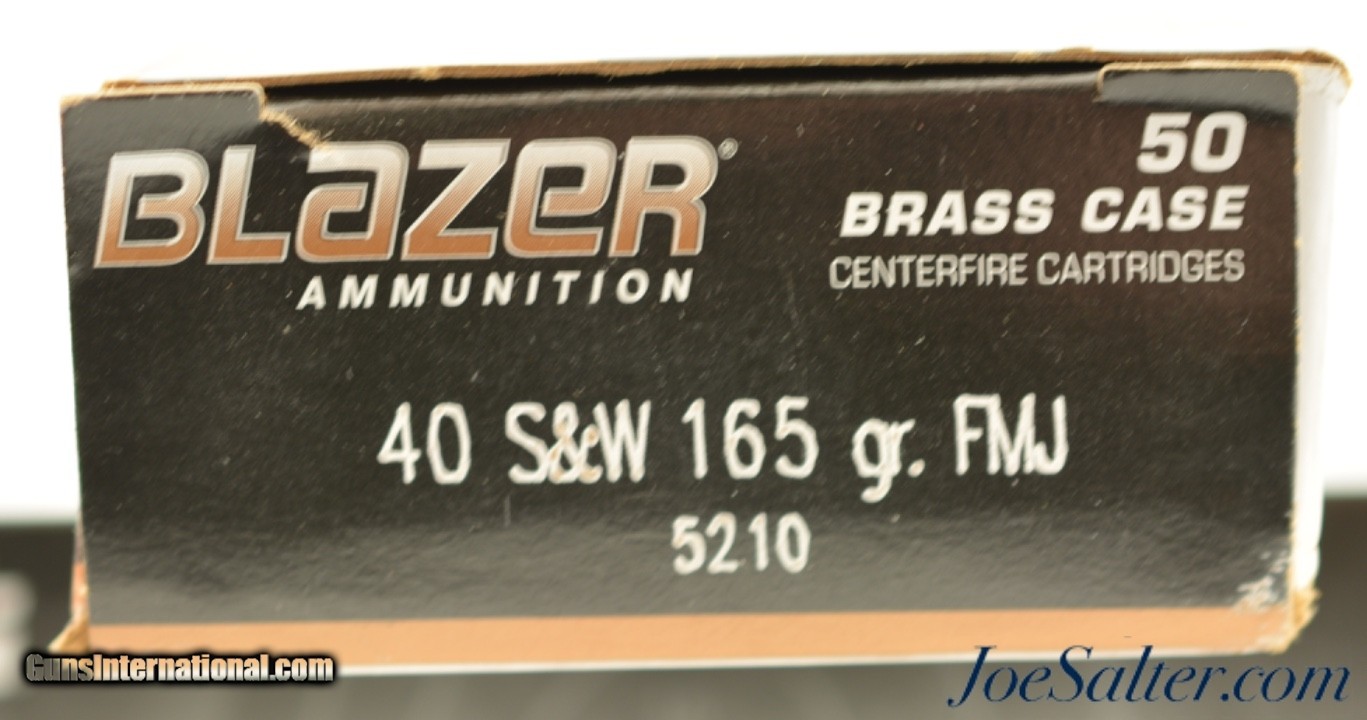 BLaZeR®
AMMUNITION
50
BRASS CASE
CENTERFIRE CARTRIDGES
40 S&W 165 gr. FMJ
5210
GunsInternational.com
JoeSalter.com